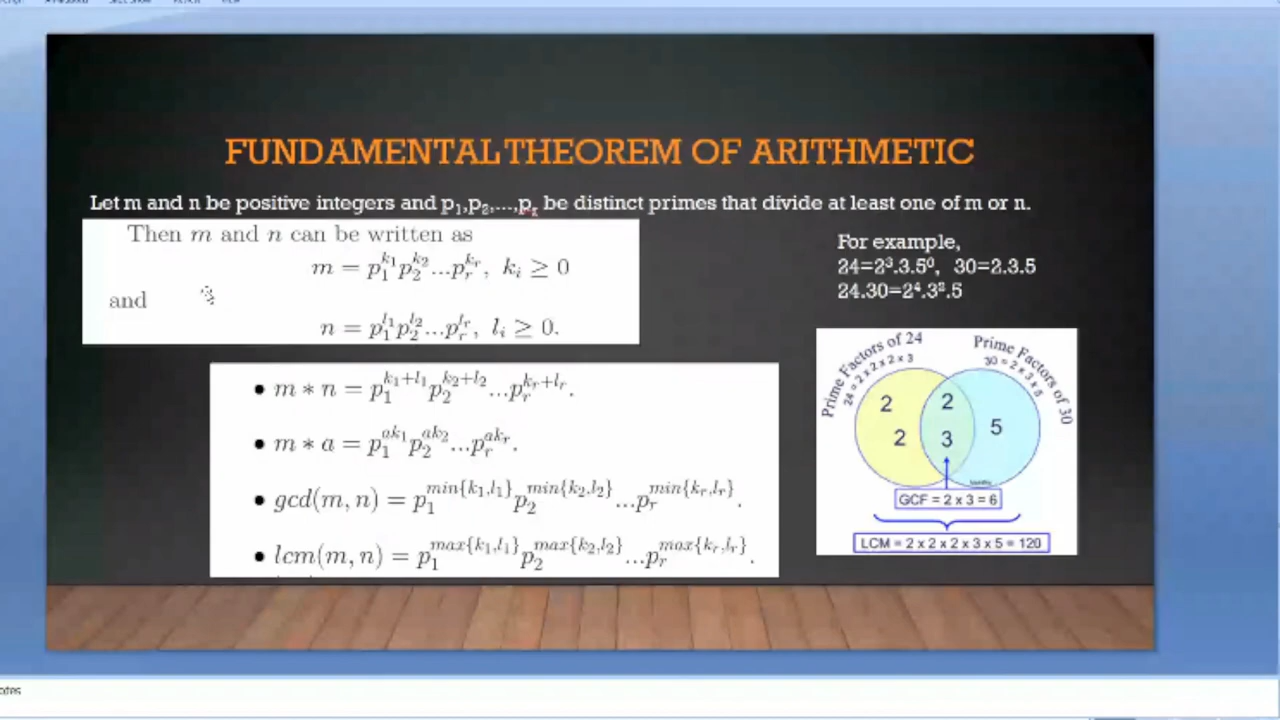 FUNDAMENTAL THEOREM OF ARITHMETIC
Let m and n be positive integers and p₁,p₂,...,pᵣ be distinct primes that divide at least one of m or n.
Then m and n can be written as
m = p₁^{k₁} p₂^{k₂} ... pᵣ^{kᵣ}, kᵢ ≥ 0
and
n = p₁^{l₁} p₂^{l₂} ... pᵣ^{lᵣ}, lᵢ ≥ 0.
• m * n = p₁^{k₁+l₁} p₂^{k₂+l₂} ... pᵣ^{kᵣ+lᵣ}.
• m * a = p₁^{ak₁} p₂^{ak₂} ... pᵣ^{akᵣ}.
• gcd(m, n) = p₁^{min{k₁,l₁}} p₂^{min{k₂,l₂}} ... pᵣ^{min{kᵣ,lᵣ}}.
• lcm(m, n) = p₁^{max{k₁,l₁}} p₂^{max{k₂,l₂}} ... pᵣ^{max{kᵣ,lᵣ}}.
For example,
24=2³.3.5⁰, 30=2.3.5
24.30=2⁴.3².5
Prime Factors of 24
24 = 2 x 2 x 2 x 3
Prime Factors of 30
30 = 2 x 3 x 5
2 2 5
2 3
GCF = 2 x 3 = 6
LCM = 2 x 2 x 2 x 3 x 5 = 120
otes